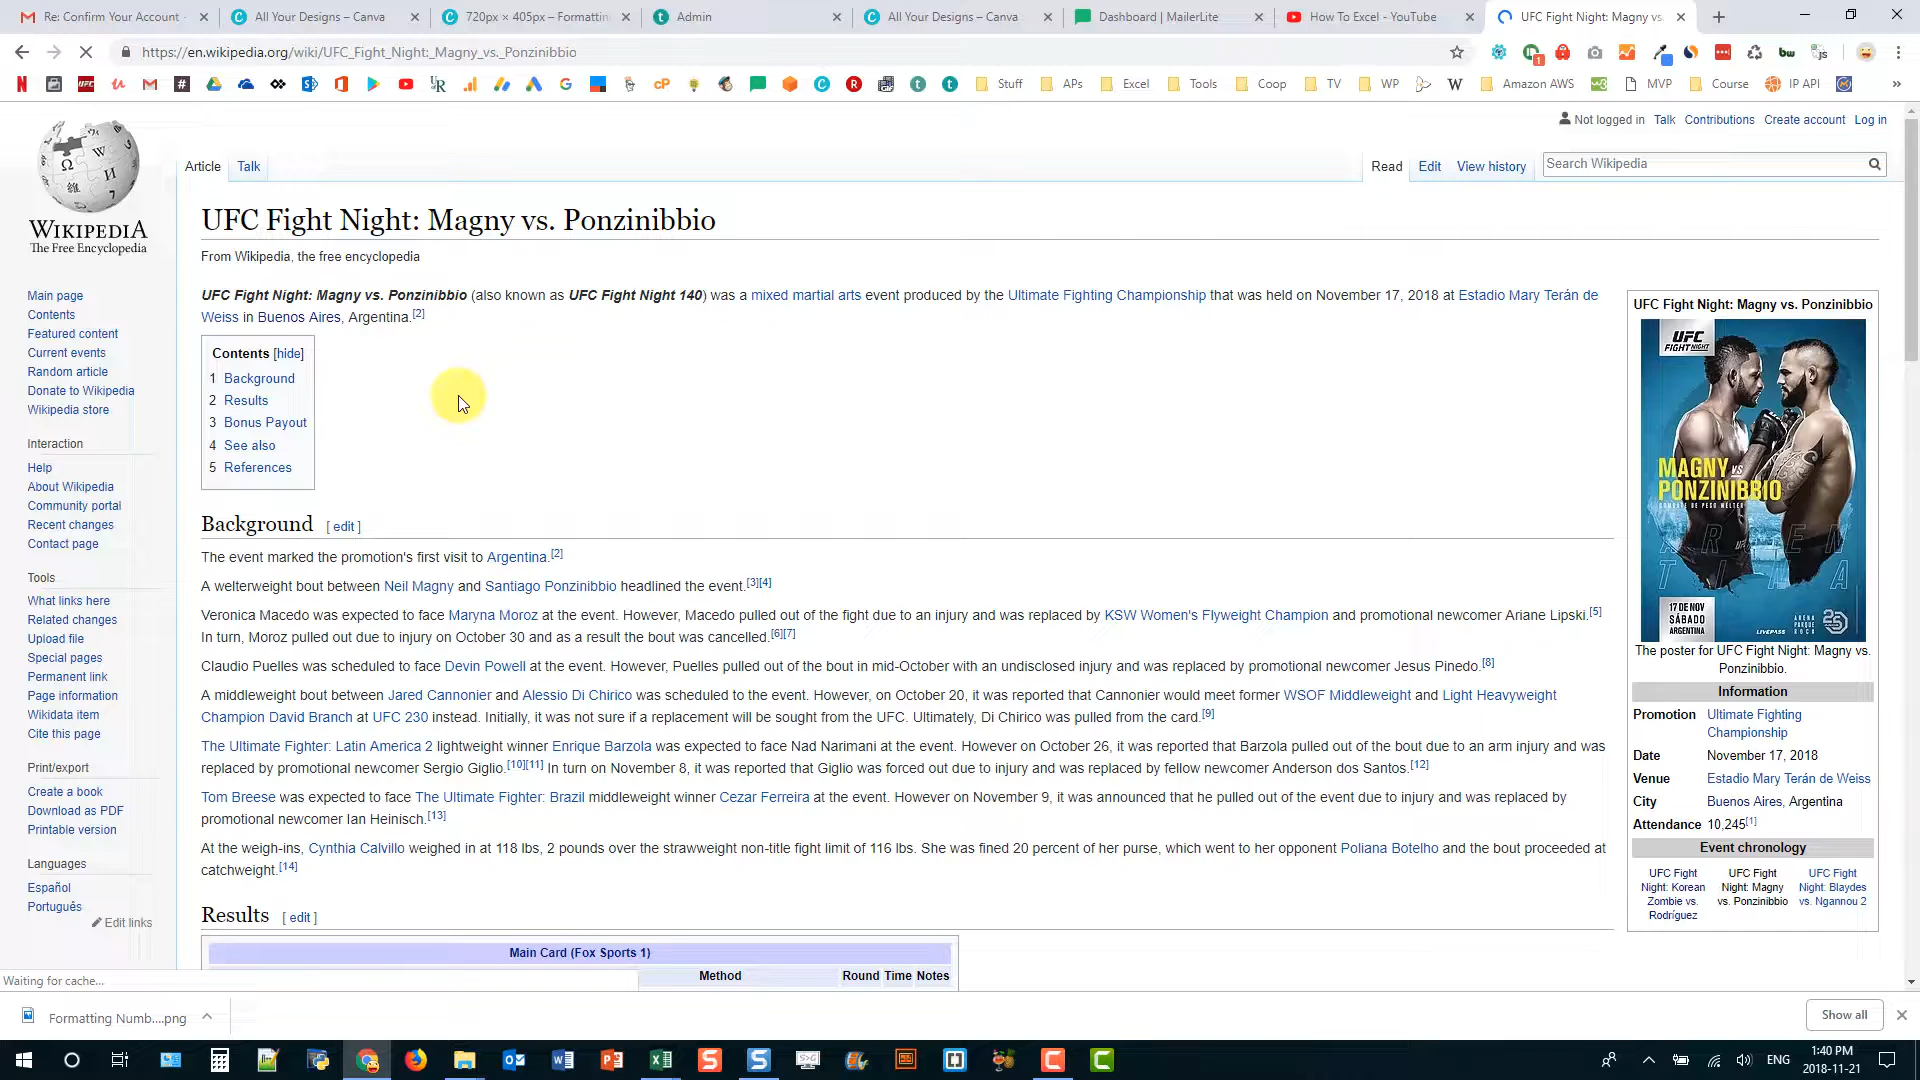 Re: Confirm Your Account
All Your Designs – Canva
720px × 405px – Formattin
Admin
All Your Designs – Canva
Dashboard | MailerLite
How To Excel - YouTube
UFC Fight Night: Magny vs.
https://en.wikipedia.org/wiki/UFC_Fight_Night:_Magny_vs._Ponzinibbio
Stuff APs Excel Tools Coop TV WP Amazon AWS MVP Course IP API
Not logged in Talk Contributions Create account Log in
Article Talk Read Edit View history Search Wikipedia
WIKIPEDIA
The Free Encyclopedia
Main page
Contents
Featured content
Current events
Random article
Donate to Wikipedia
Wikipedia store
Interaction
Help
About Wikipedia
Community portal
Recent changes
Contact page
Tools
What links here
Related changes
Upload file
Special pages
Permanent link
Page information
Wikidata item
Cite this page
Print/export
Create a book
Download as PDF
Printable version
Languages
Español
Português
Edit links
UFC Fight Night: Magny vs. Ponzinibbio
From Wikipedia, the free encyclopedia
UFC Fight Night: Magny vs. Ponzinibbio (also known as UFC Fight Night 140) was a mixed martial arts event produced by the Ultimate Fighting Championship that was held on November 17, 2018 at Estadio Mary Terán de
Weiss in Buenos Aires, Argentina.[2]
Contents [hide]
1 Background
2 Results
3 Bonus Payout
4 See also
5 References
Background [ edit ]
The event marked the promotion's first visit to Argentina.[2]
A welterweight bout between Neil Magny and Santiago Ponzinibbio headlined the event.[3][4]
Veronica Macedo was expected to face Maryna Moroz at the event. However, Macedo pulled out of the fight due to an injury and was replaced by KSW Women's Flyweight Champion and promotional newcomer Ariane Lipski.[5]
In turn, Moroz pulled out due to injury on October 30 and as a result the bout was cancelled.[6][7]
Claudio Puelles was scheduled to face Devin Powell at the event. However, Puelles pulled out of the bout in mid-October with an undisclosed injury and was replaced by promotional newcomer Jesus Pinedo.[8]
A middleweight bout between Jared Cannonier and Alessio Di Chirico was scheduled to the event. However, on October 20, it was reported that Cannonier would meet former WSOF Middleweight and Light Heavyweight
Champion David Branch at UFC 230 instead. Initially, it was not sure if a replacement will be sought from the UFC. Ultimately, Di Chirico was pulled from the card.[9]
The Ultimate Fighter: Latin America 2 lightweight winner Enrique Barzola was expected to face Nad Narimani at the event. However on October 26, it was reported that Barzola pulled out of the bout due to an arm injury and was
replaced by promotional newcomer Sergio Giglio.[10][11] In turn on November 8, it was reported that Giglio was forced out due to injury and was replaced by fellow newcomer Anderson dos Santos.[12]
Tom Breese was expected to face The Ultimate Fighter: Brazil middleweight winner Cezar Ferreira at the event. However on November 9, it was announced that he pulled out of the event due to injury and was replaced by
promotional newcomer Ian Heinisch.[13]
At the weigh-ins, Cynthia Calvillo weighed in at 118 lbs, 2 pounds over the strawweight non-title fight limit of 116 lbs. She was fined 20 percent of her purse, which went to her opponent Poliana Botelho and the bout proceeded at
catchweight.[14]
Results [ edit ]
Main Card (Fox Sports 1)
Method Round Time Notes
UFC Fight Night: Magny vs. Ponzinibbio
UFC
FIGHT NIGHT
MAGNY VS
PONZINIBBIO
COMBATE DE PESO WELTER
ARGENTINA
17 DE NOV
SÁBADO
ARGENTINA
LIVEPASS
ARENA
PARQUE
ROCA
25
The poster for UFC Fight Night: Magny vs.
Ponzinibbio.
Information
Promotion Ultimate Fighting
Championship
Date November 17, 2018
Venue Estadio Mary Terán de Weiss
City Buenos Aires, Argentina
Attendance 10,245[1]
Event chronology
UFC Fight
Night: Korean
Zombie vs.
Rodríguez
UFC Fight
Night: Magny
vs. Ponzinibbio
UFC Fight
Night: Blaydes
vs. Ngannou 2
Waiting for cache...
Formatting Numb....png
Show all
ENG
1:40 PM
2018-11-21